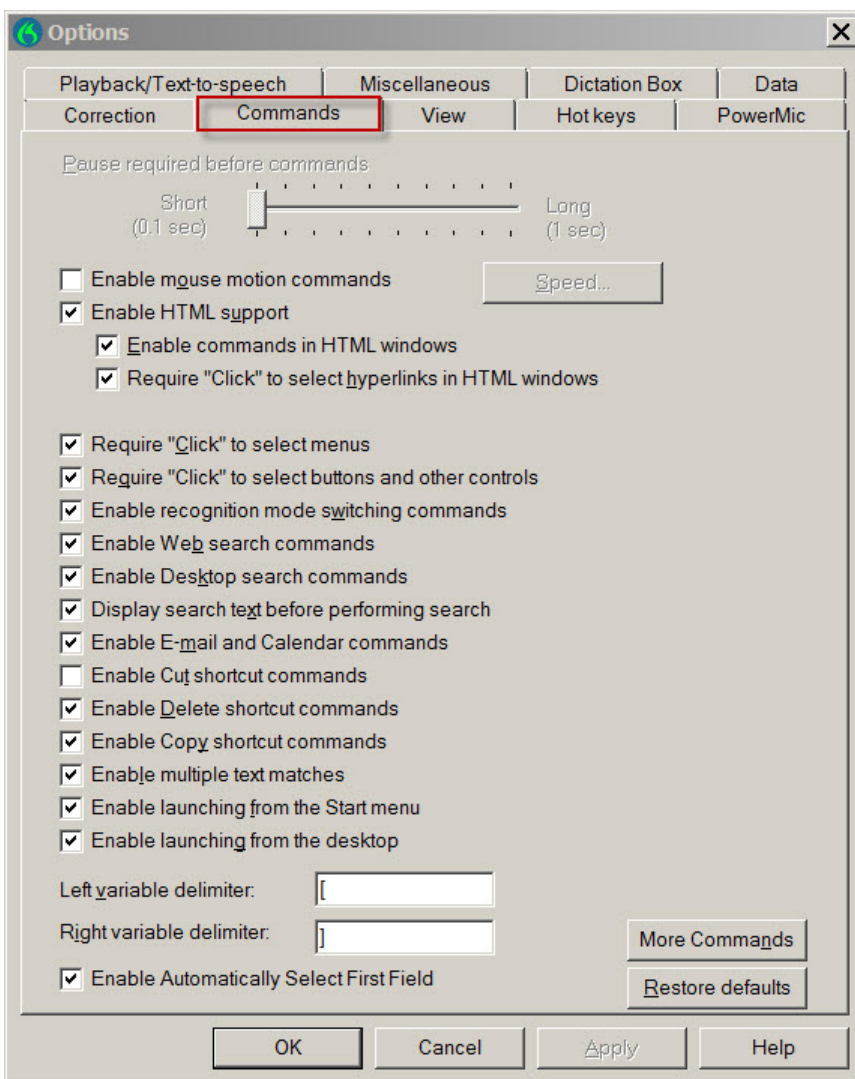 Options
Playback/Text-to-speech Miscellaneous Dictation Box Data
Correction Commands View Hot keys PowerMic
Pause required before commands
Short Long
(0.1 sec) (1 sec)
Enable mouse motion commands Speed...
Enable HTML support
Enable commands in HTML windows
Require "Click" to select hyperlinks in HTML windows
Require "Click" to select menus
Require "Click" to select buttons and other controls
Enable recognition mode switching commands
Enable Web search commands
Enable Desktop search commands
Display search text before performing search
Enable E-mail and Calendar commands
Enable Cut shortcut commands
Enable Delete shortcut commands
Enable Copy shortcut commands
Enable multiple text matches
Enable launching from the Start menu
Enable launching from the desktop
Left variable delimiter: [
Right variable delimiter: ]
More Commands
Enable Automatically Select First Field
Restore defaults
OK Cancel Apply Help